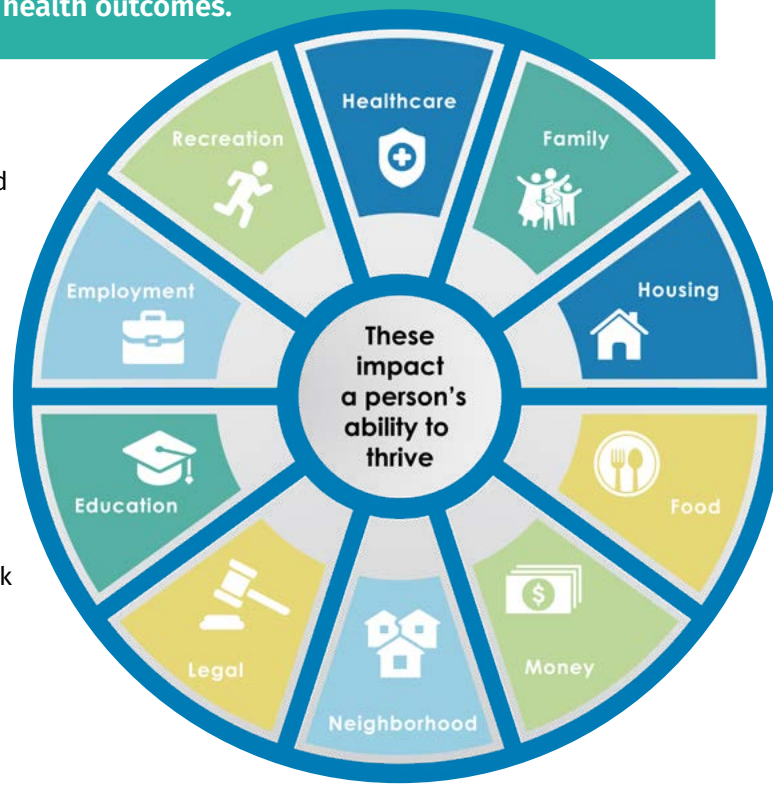 health outcomes.
Healthcare
Family
Housing
Food
Money
Neighborhood
Legal
Education
Employment
Recreation
These
impact
a person's
ability to
thrive
$